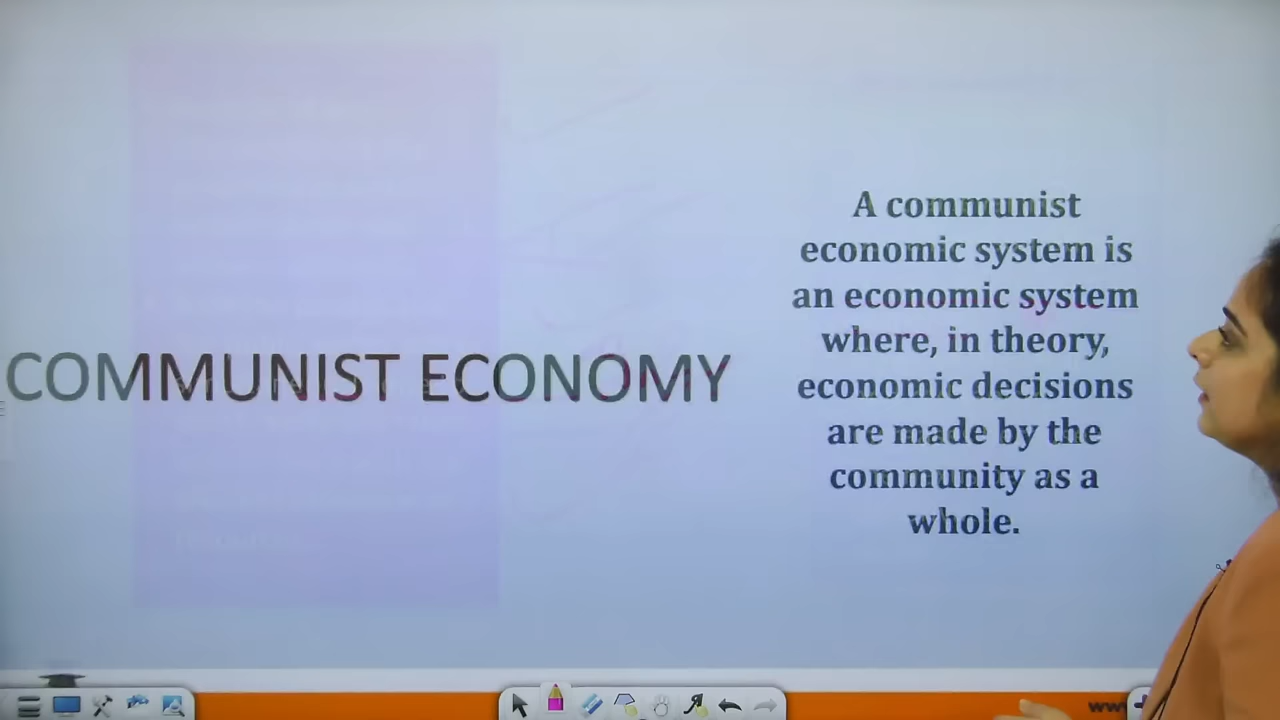 COMMUNIST ECONOMY
A communist
economic system is
an economic system
where, in theory,
economic decisions
are made by the
community as a
whole.